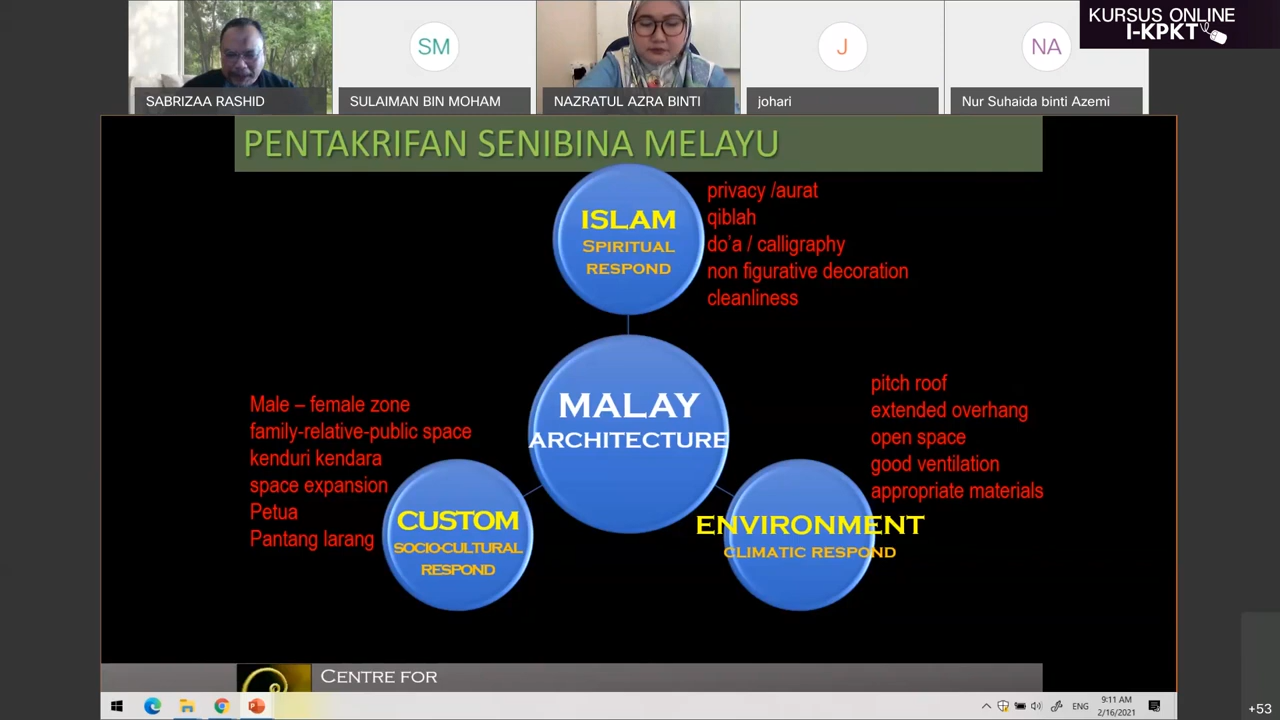 KURSUS ONLINE
I-KPKT
SM
J
NA
SABRIZAA RASHID
SULAIMAN BIN MOHAM
NAZRATUL AZRA BINTI
johari
Nur Suhaida binti Azemi
PENTAKRIFAN SENIBINA MELAYU
ISLAM
SPIRITUAL
RESPOND
privacy /aurat
qiblah
do'a / calligraphy
non figurative decoration
cleanliness
MALAY
ARCHITECTURE
Male – female zone
family-relative-public space
kenduri kendara
space expansion
Petua
Pantang larang
CUSTOM
SOCIO-CULTURAL
RESPOND
pitch roof
extended overhang
open space
good ventilation
appropriate materials
ENVIRONMENT
CLIMATIC RESPOND
CENTRE FOR
ENG
9:11 AM
2/16/2021
+53